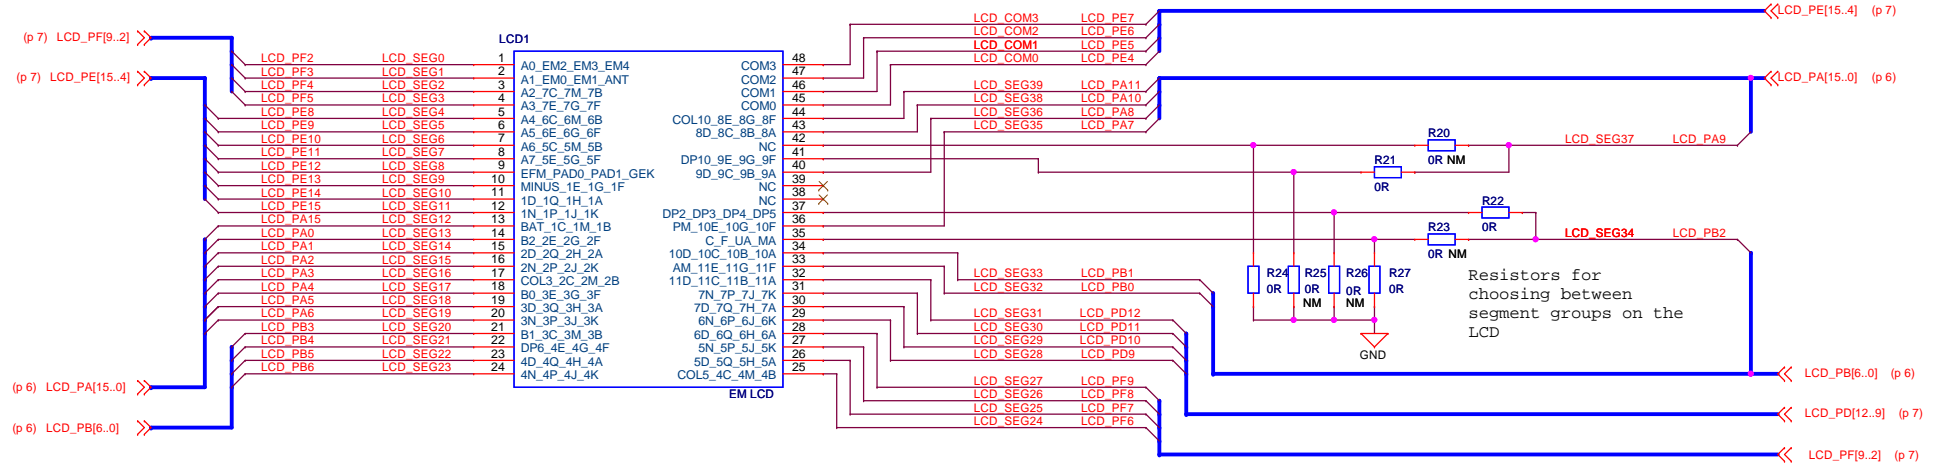 LCD_COM3 LCD_PE7 LCD_PE[15..4] (p 7)
LCD_COM2 LCD_PE6
LCD_COM1 LCD_PE5
LCD_COM0 LCD_PE4
(p 7) LCD_PF[9..2]
(p 7) LCD_PE[15..4]
LCD1
LCD_PF2 LCD_SEG0 1 A0_EM2_EM3_EM4
LCD_PF3 LCD_SEG1 2 A1_EM0_EM1_ANT
LCD_PF4 LCD_SEG2 3 A2_7C_7M_7B
LCD_PF5 LCD_SEG3 4 A3_7E_7G_7F
LCD_PE8 LCD_SEG4 5 A4_6C_6M_6B
LCD_PE9 LCD_SEG5 6 A5_6E_6G_6F
LCD_PE10 LCD_SEG6 7 A6_5C_5M_5B
LCD_PE11 LCD_SEG7 8 A7_5E_5G_5F
LCD_PE12 LCD_SEG8 9 EFM_PAD0_PAD1_GEK
LCD_PE13 LCD_SEG9 10 MINUS_1E_1G_1F
LCD_PE14 LCD_SEG10 11 1D_1Q_1H_1A
LCD_PE15 LCD_SEG11 12 1N_1P_1J_1K
LCD_PA15 LCD_SEG12 13 BAT_1C_1M_1B
LCD_PA0 LCD_SEG13 14 B2_2E_2G_2F
LCD_PA1 LCD_SEG14 15 2D_2Q_2H_2A
LCD_PA2 LCD_SEG15 16 2N_2P_2J_2K
LCD_PA3 LCD_SEG16 17 COL3_2C_2M_2B
LCD_PA4 LCD_SEG17 18 B0_3E_3G_3F
LCD_PA5 LCD_SEG18 19 3D_3Q_3H_3A
LCD_PA6 LCD_SEG19 20 3N_3P_3J_3K
LCD_PB3 LCD_SEG20 21 B1_3C_3M_3B
LCD_PB4 LCD_SEG21 22 DP6_4E_4G_4F
LCD_PB5 LCD_SEG22 23 4D_4Q_4H_4A
LCD_PB6 LCD_SEG23 24 4N_4P_4J_4K
(p 6) LCD_PA[15..0]
(p 6) LCD_PB[6..0]
COM3 48
COM2 47
COM1 46
COM0 45
COL10_8E_8G_8F 44
8D_8C_8B_8A 43
NC 42
DP10_9E_9G_9F 41
9D_9C_9B_9A 40
NC 39
NC 38
DP2_DP3_DP4_DP5 37
PM_10E_10G_10F 36
C_F_UA_MA 35
10D_10C_10B_10A 34
AM_11E_11G_11F 33
11D_11C_11B_11A 32
7N_7P_7J_7K 31
7D_7Q_7H_7A 30
6N_6P_6J_6K 29
6D_6Q_6H_6A 28
5N_5P_5J_5K 27
5D_5Q_5H_5A 26
COL5_4C_4M_4B 25
EM LCD
LCD_PA[15..0] (p 6)
LCD_SEG39 LCD_PA11
LCD_SEG38 LCD_PA10
LCD_SEG36 LCD_PA8
LCD_SEG35 LCD_PA7
R20
0R NM
LCD_SEG37 LCD_PA9
R21
0R
R22
0R
R23
0R NM
LCD_SEG34 LCD_PB2
R24
0R
R25
0R
NM
R26
0R
NM
R27
0R
GND
Resistors for
choosing between
segment groups on the
LCD
LCD_SEG33 LCD_PB1
LCD_SEG32 LCD_PB0
LCD_SEG31 LCD_PD12
LCD_SEG30 LCD_PD11
LCD_SEG29 LCD_PD10
LCD_SEG28 LCD_PD9
LCD_SEG27 LCD_PF9
LCD_SEG26 LCD_PF8
LCD_SEG25 LCD_PF7
LCD_SEG24 LCD_PF6
LCD_PB[6..0] (p 6)
LCD_PD[12..9] (p 7)
LCD_PF[9..2] (p 7)